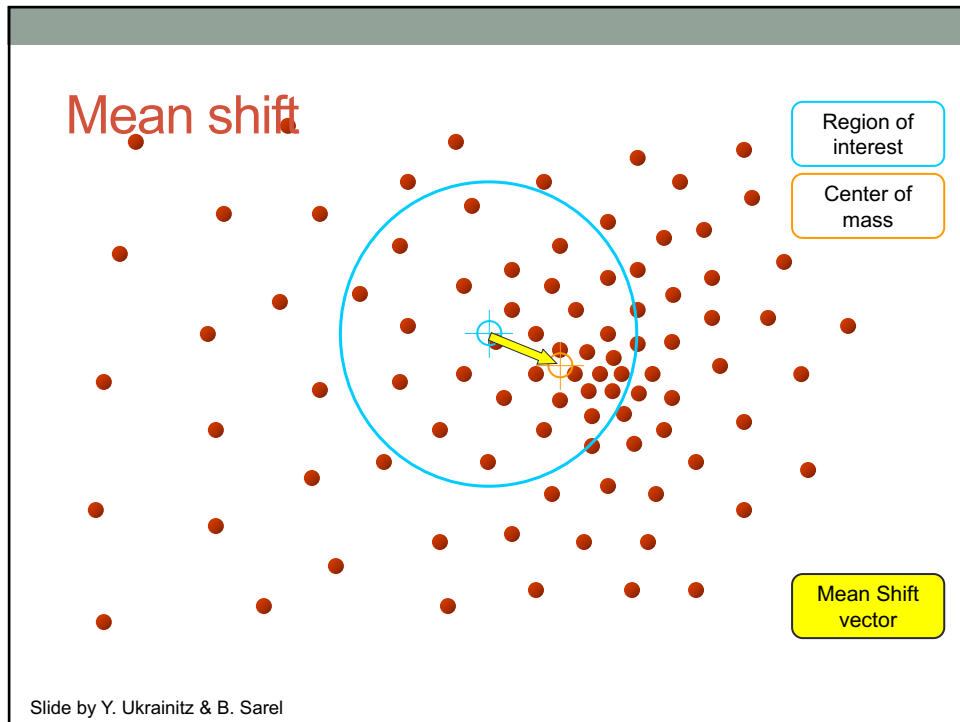 Mean shift
Region of
interest
Center of
mass
Mean Shift
vector
Slide by Y. Ukrainitz & B. Sarel